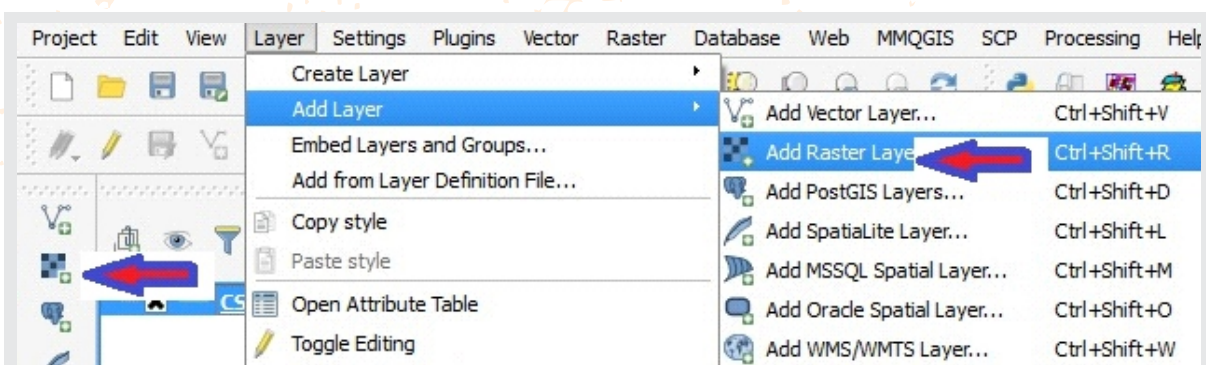 Project Edit View Layer Settings Plugins Vector Raster Database Web MMQGIS SCP Processing Help
Create Layer
Add Layer
Embed Layers and Groups...
Add from Layer Definition File...
Copy style
Paste style
Open Attribute Table
Toggle Editing
Add Vector Layer... Ctrl+Shift+V
Add Raster Laye Ctrl+Shift+R
Add PostGIS Layers... Ctrl+Shift+D
Add SpatiaLite Layer... Ctrl+Shift+L
Add MSSQL Spatial Layer... Ctrl+Shift+M
Add Oracle Spatial Layer... Ctrl+Shift+O
Add WMS/WMTS Layer... Ctrl+Shift+W
CS